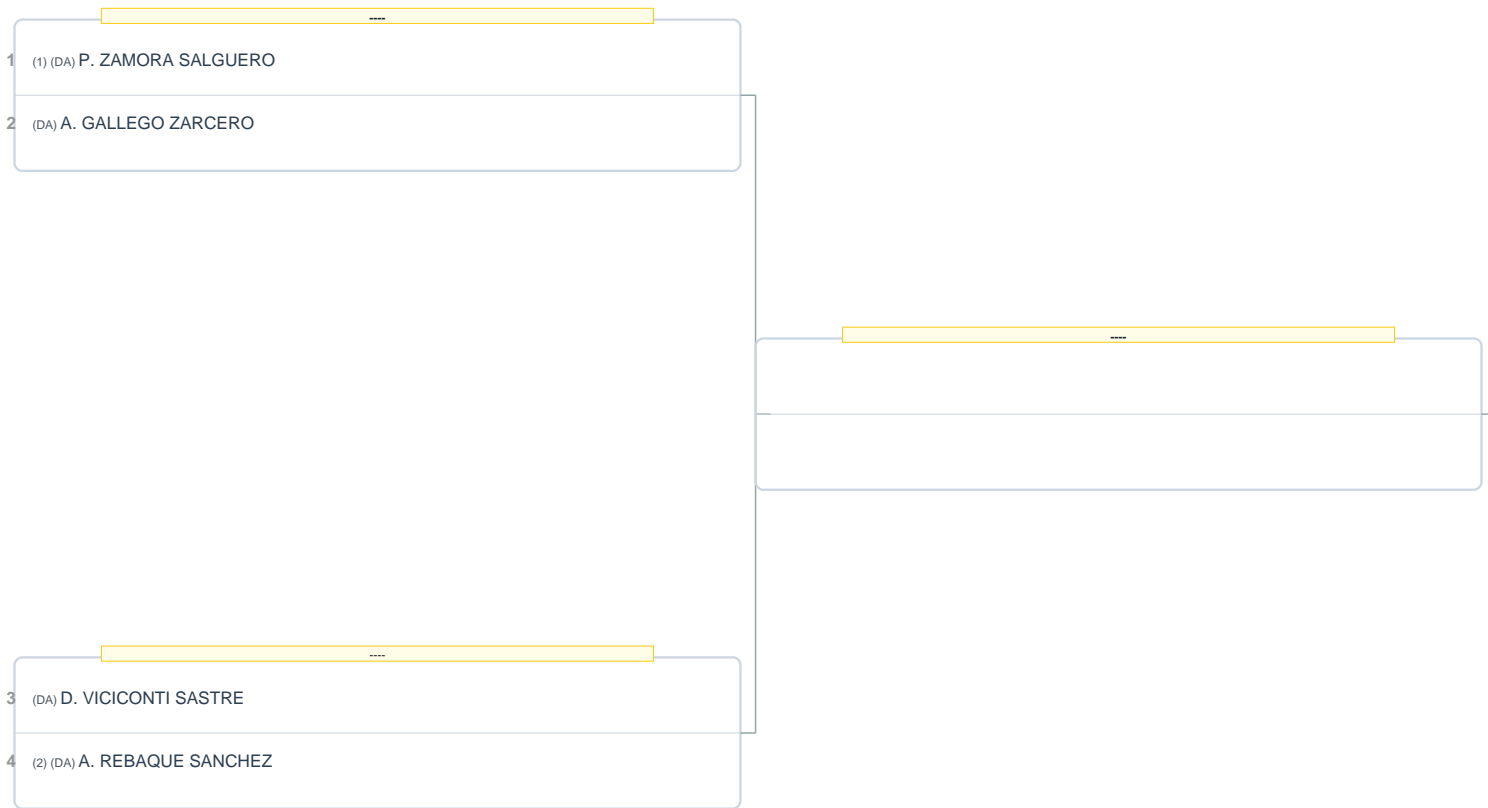 ----
1 (1) (DA) P. ZAMORA SALGUERO
2 (DA) A. GALLEGO ZARCERO
----
----
3 (DA) D. VICICONTI SASTRE
4 (2) (DA) A. REBAQUE SANCHEZ